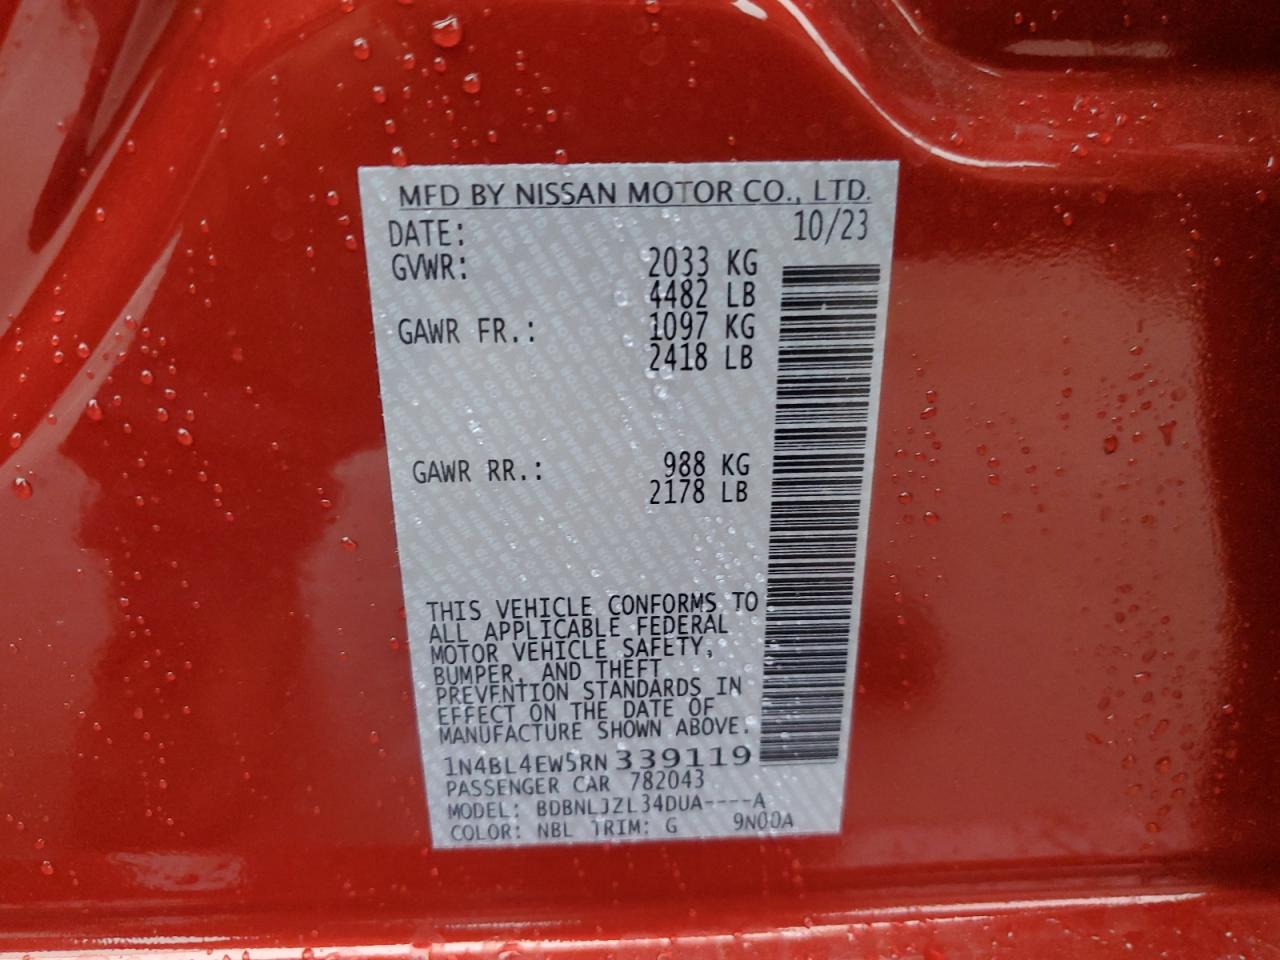 MFD BY NISSAN MOTOR CO., LTD.
DATE: 10/23
GVWR: 2033 KG
4482 LB
GAWR FR.: 1097 KG
2418 LB
GAWR RR.: 988 KG
2178 LB
THIS VEHICLE CONFORMS TO
ALL APPLICABLE FEDERAL
MOTOR VEHICLE SAFETY,
BUMPER, AND THEFT
PREVENTION STANDARDS IN
EFFECT ON THE DATE OF
MANUFACTURE SHOWN ABOVE.
1N4BL4EW5RN 339119
PASSENGER CAR 782043
MODEL: BDBNLJZL34DUA----A
COLOR: NBL TRIM: G 9N00A